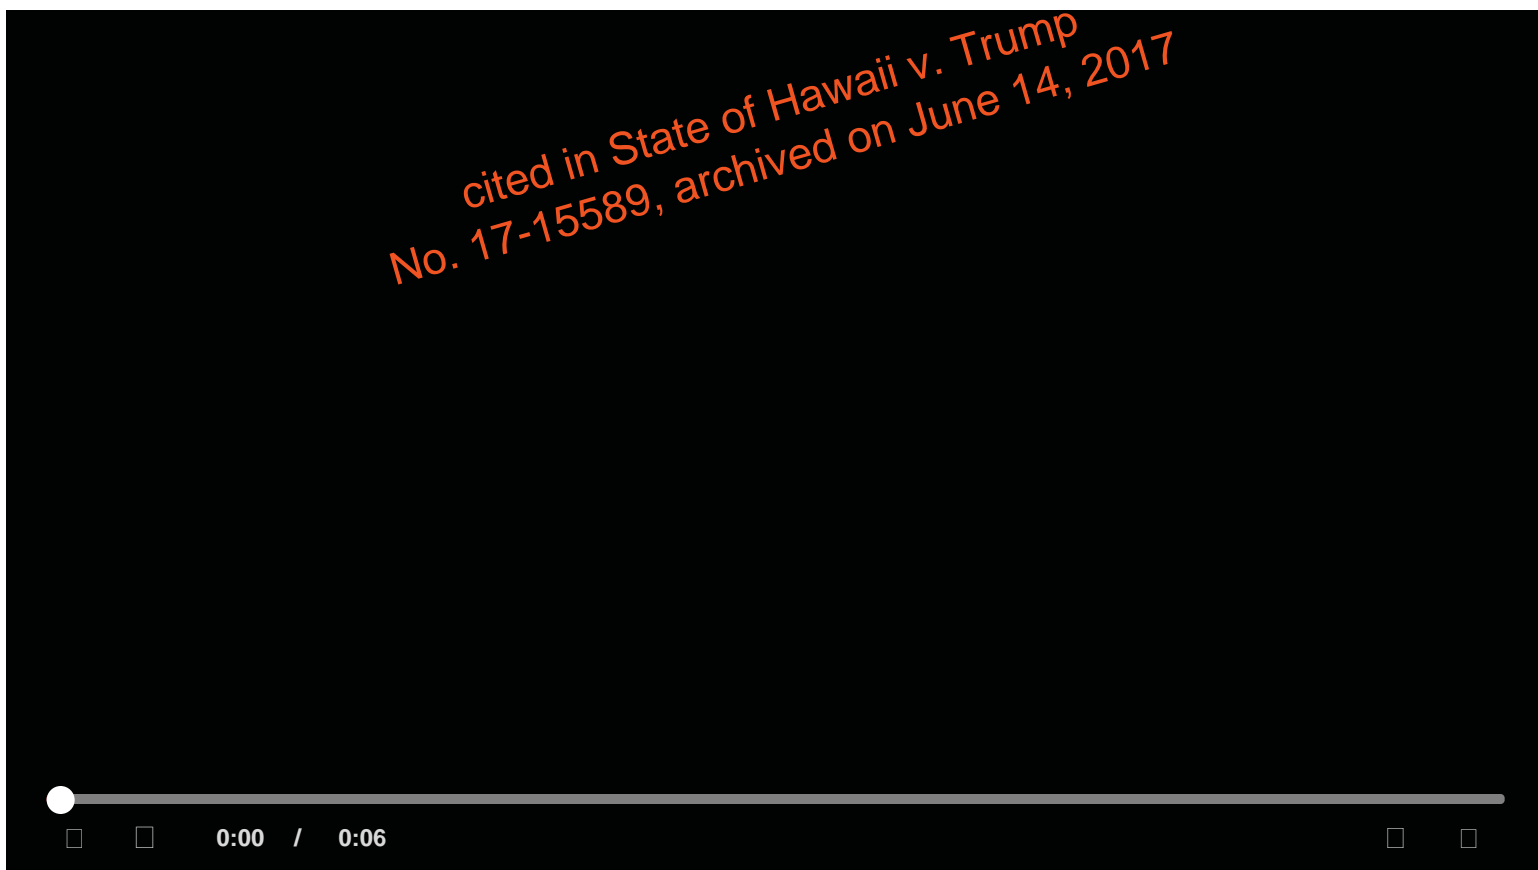 cited in State of Hawaii v. Trump
No. 17-15589, archived on June 14, 2017
0:00 / 0:06